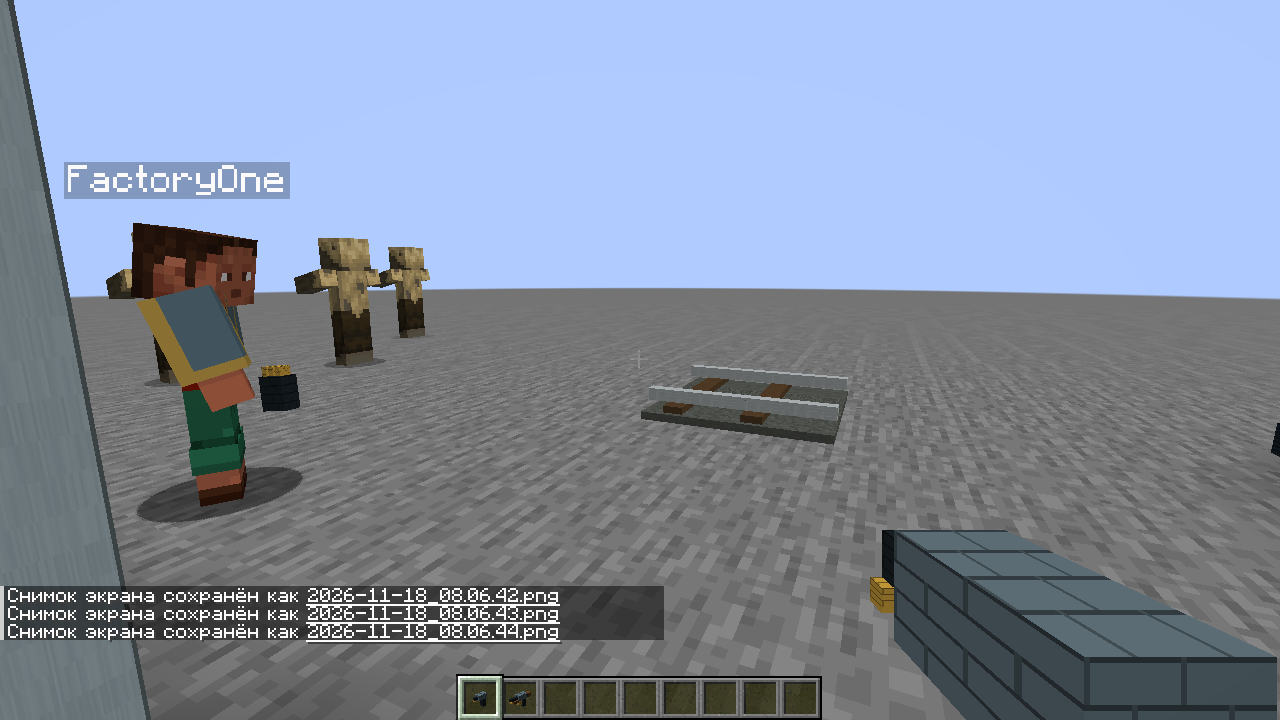 FactoryOne
Снимок экрана сохранён как 2026-11-18_08.06.42.png
Снимок экрана сохранён как 2026-11-18_08.06.43.png
Снимок экрана сохранён как 2026-11-18_08.06.44.png